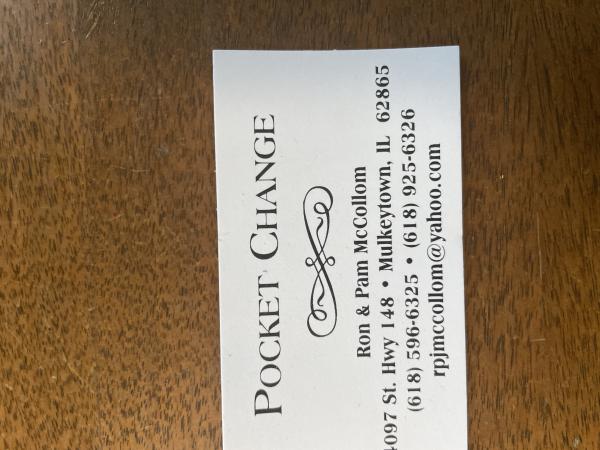 POCKET CHANGE
Ron & Pam McCollom
4097 St. Hwy 148 • Mulkeytown, IL 62865
(618) 596-6325 • (618) 925-6326
rpjmccollom@yahoo.com